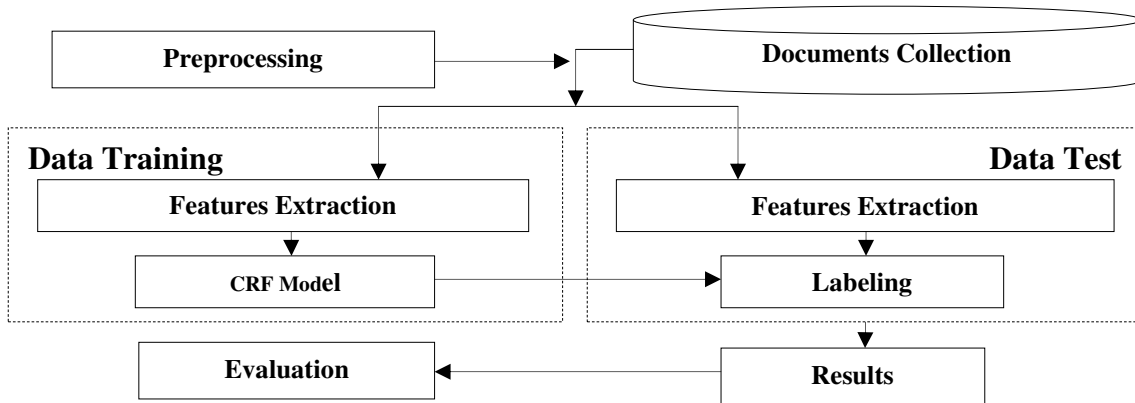 Preprocessing
Documents Collection
Data Training
Data Test
Features Extraction
Features Extraction
CRF Model
Labeling
Evaluation
Results